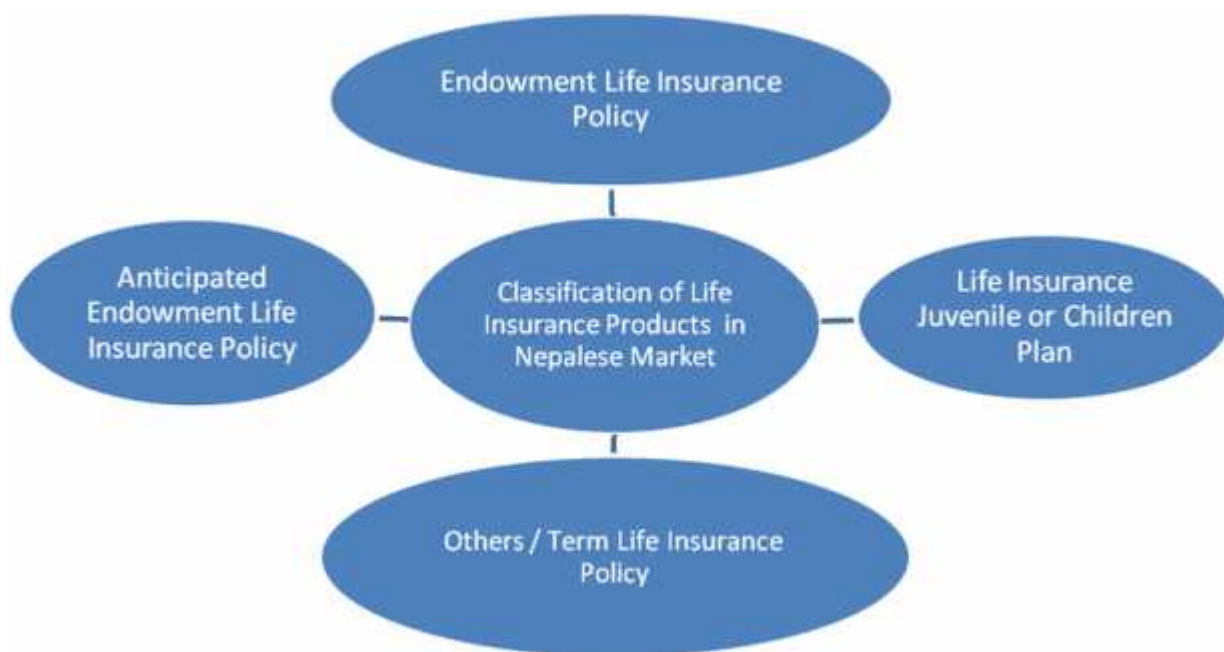 Endowment Life Insurance
Policy
Anticipated
Endowment Life
Insurance Policy
Classification of Life
Insurance Products in
Nepalese Market
Life Insurance
Juvenile or Children
Plan
Others / Term Life Insurance
Policy